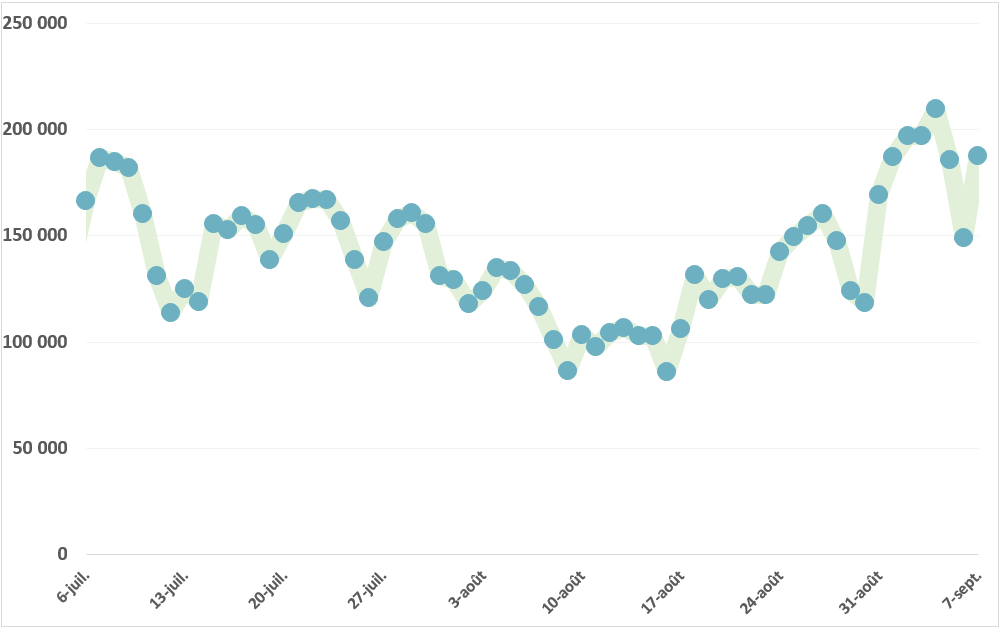 250 000
200 000
150 000
100 000
50 000
0
6-juil.
13-juil.
20-juil.
27-juil.
3-août
10-août
17-août
24-août
31-août
7-sept.